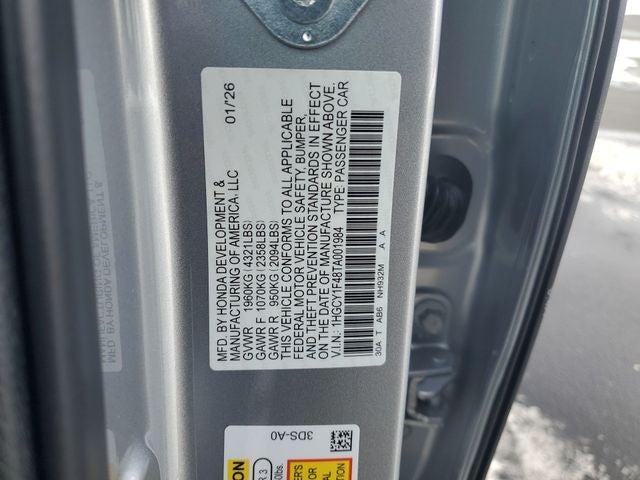 MFD. BY HONDA DEVELOPMENT & 01/'26
MANUFACTURING OF AMERICA, LLC
GVWR 1960KG (4321LBS)
GAWR F 1070KG (2358LBS)
GAWR R 950KG (2094LBS)
THIS VEHICLE CONFORMS TO ALL APPLICABLE
FEDERAL MOTOR VEHICLE SAFETY, BUMPER,
AND THEFT PREVENTION STANDARDS IN EFFECT
ON THE DATE OF MANUFACTURE SHOWN ABOVE.
V.I.N.: 1HGCY1F48TA001984 TYPE: PASSENGER CAR
30A T AB6 NH932M A A
3DS-A0